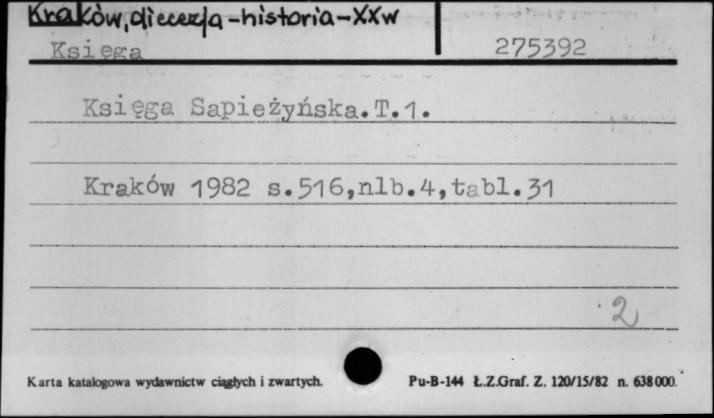 Kraków, diecezja-historia-XXw
Księga 275392
Księga Sapieżyńska.T.1.
Kraków 1982 s.516,nlb.4,tabl.31
2
Karta katalogowa wydawnictw ciągłych i zwartych. Pu-B-144 Ł.Z.Graf. Z. 120/15/82 n. 638000.